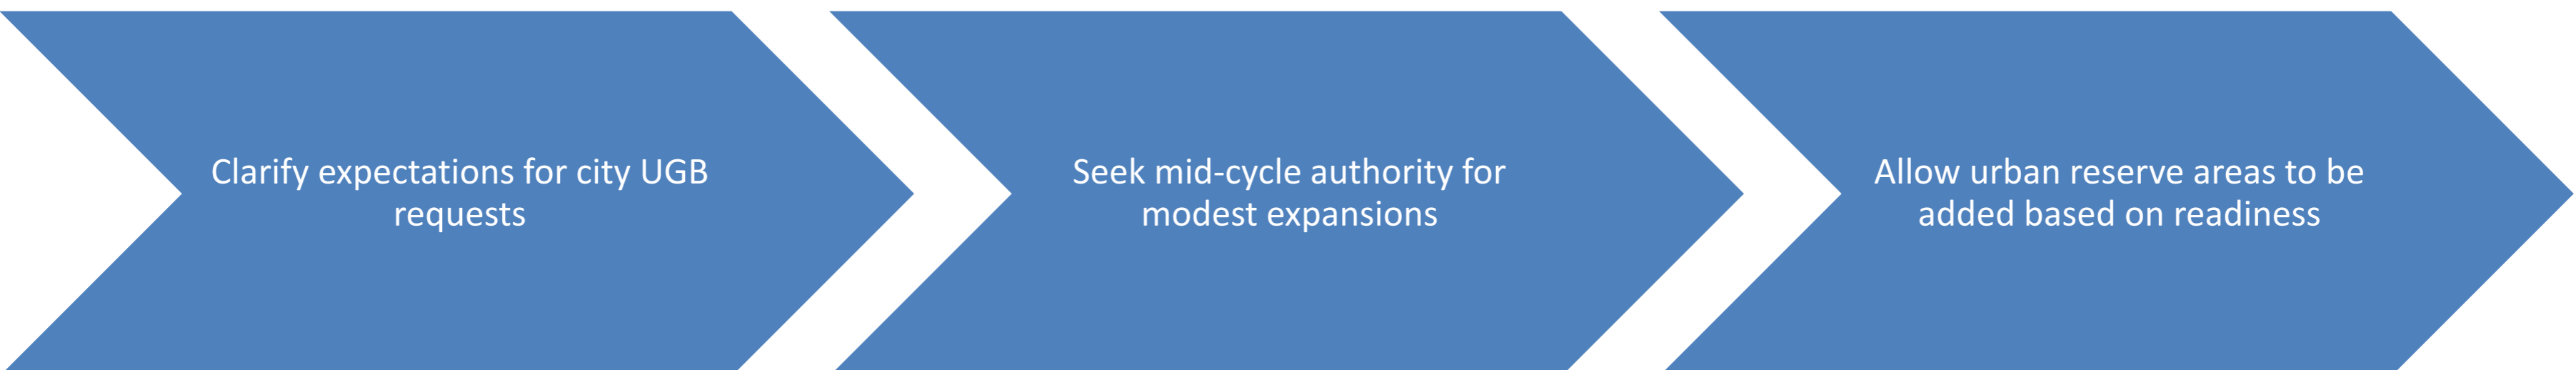 Clarify expectations for city UGB
requests
Seek mid-cycle authority for
modest expansions
Allow urban reserve areas to be
added based on readiness